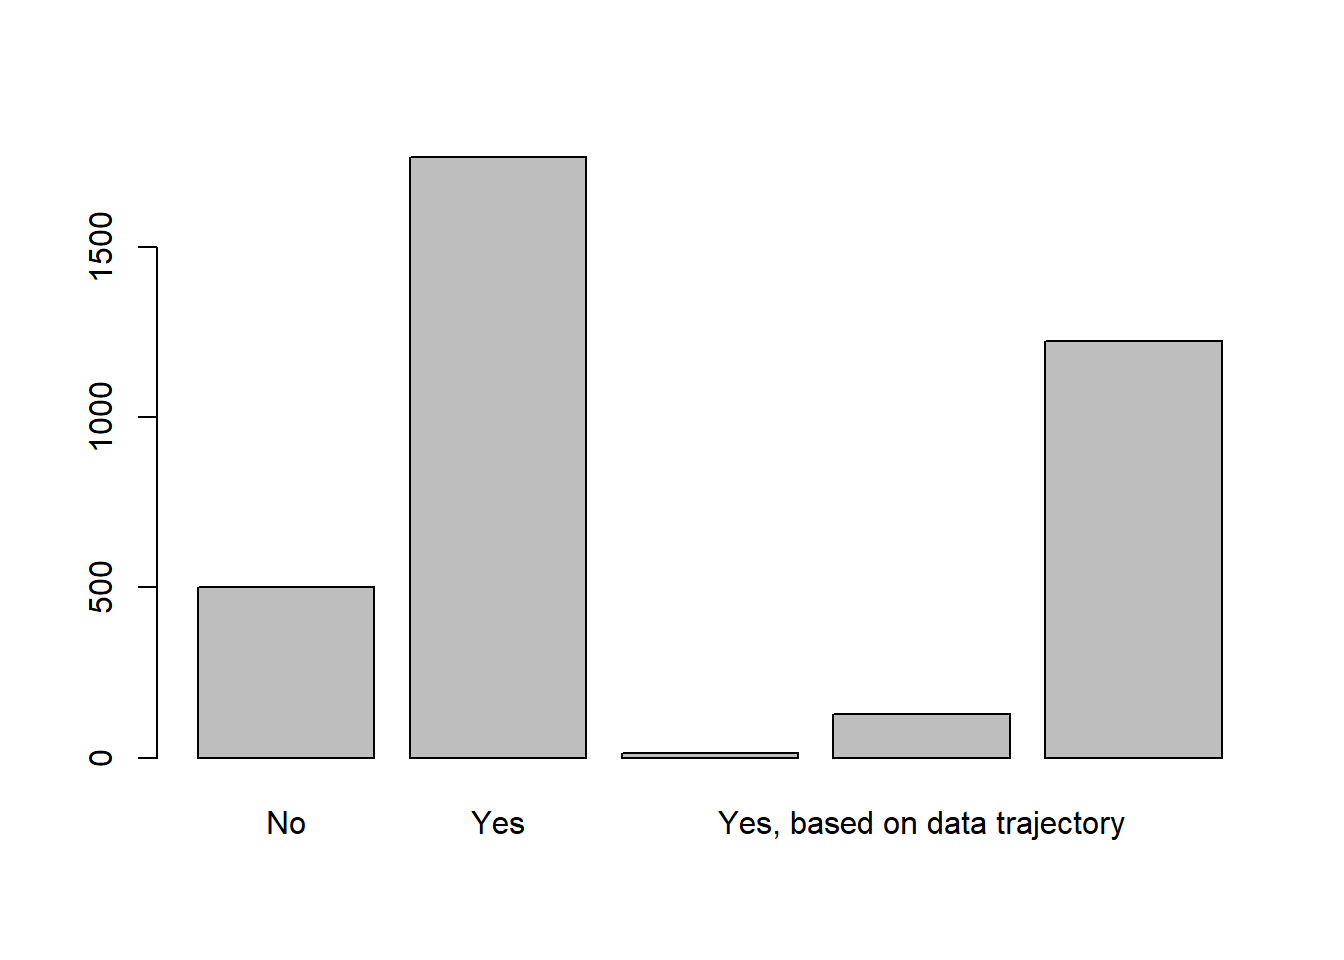 1500
1000
500
0
No
Yes
Yes, based on data trajectory